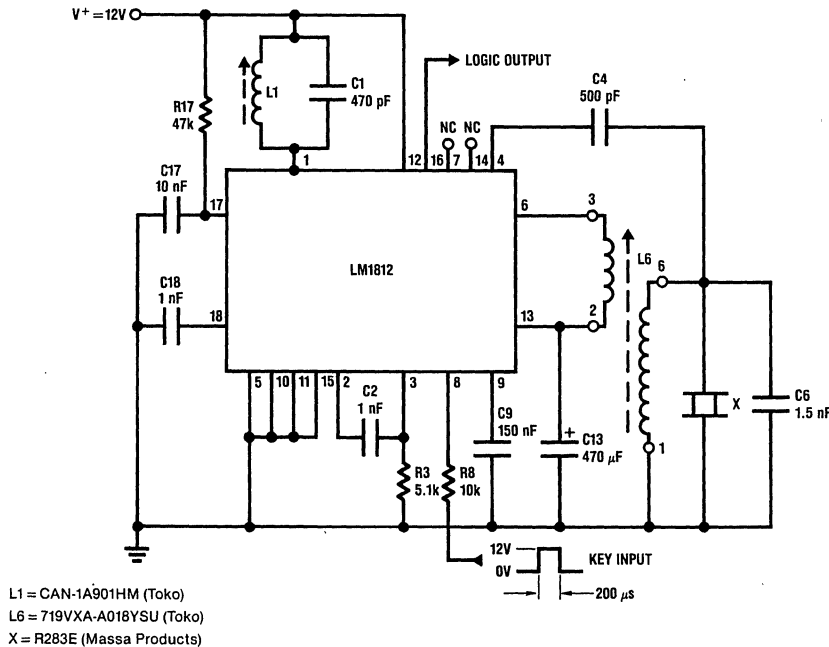 V+ = 12V
L1
C1
470 pF
LOGIC OUTPUT
C4
500 pF
R17
47k
NC NC
1
12 16 7 14 4
C17
10 nF
17
6
3
LM1812
L6
6
C18
1 nF
18
13
2
5 10 11 15 2
3
8
9
C2
1 nF
C9
150 nF
+
C13
470 μF
1
X
C6
1.5 nF
R3
5.1k
R8
10k
12V
0V
KEY INPUT
200 μs
L1 = CAN-1A901HM (Toko)
L6 = 719VXA-A018YSU (Toko)
X = R283E (Massa Products)